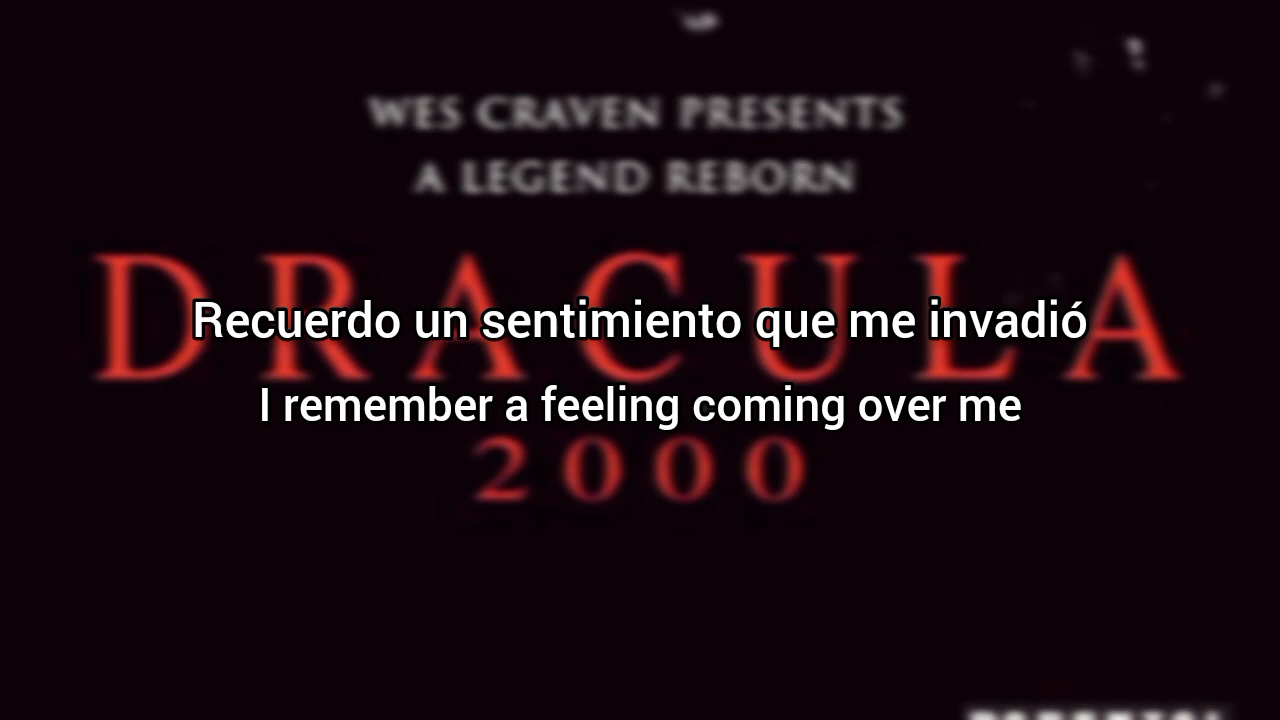 WES CRAVEN PRESENTS
A LEGEND REBORN
DRACULA
Recuerdo un sentimiento que me invadió
I remember a feeling coming over me
2000